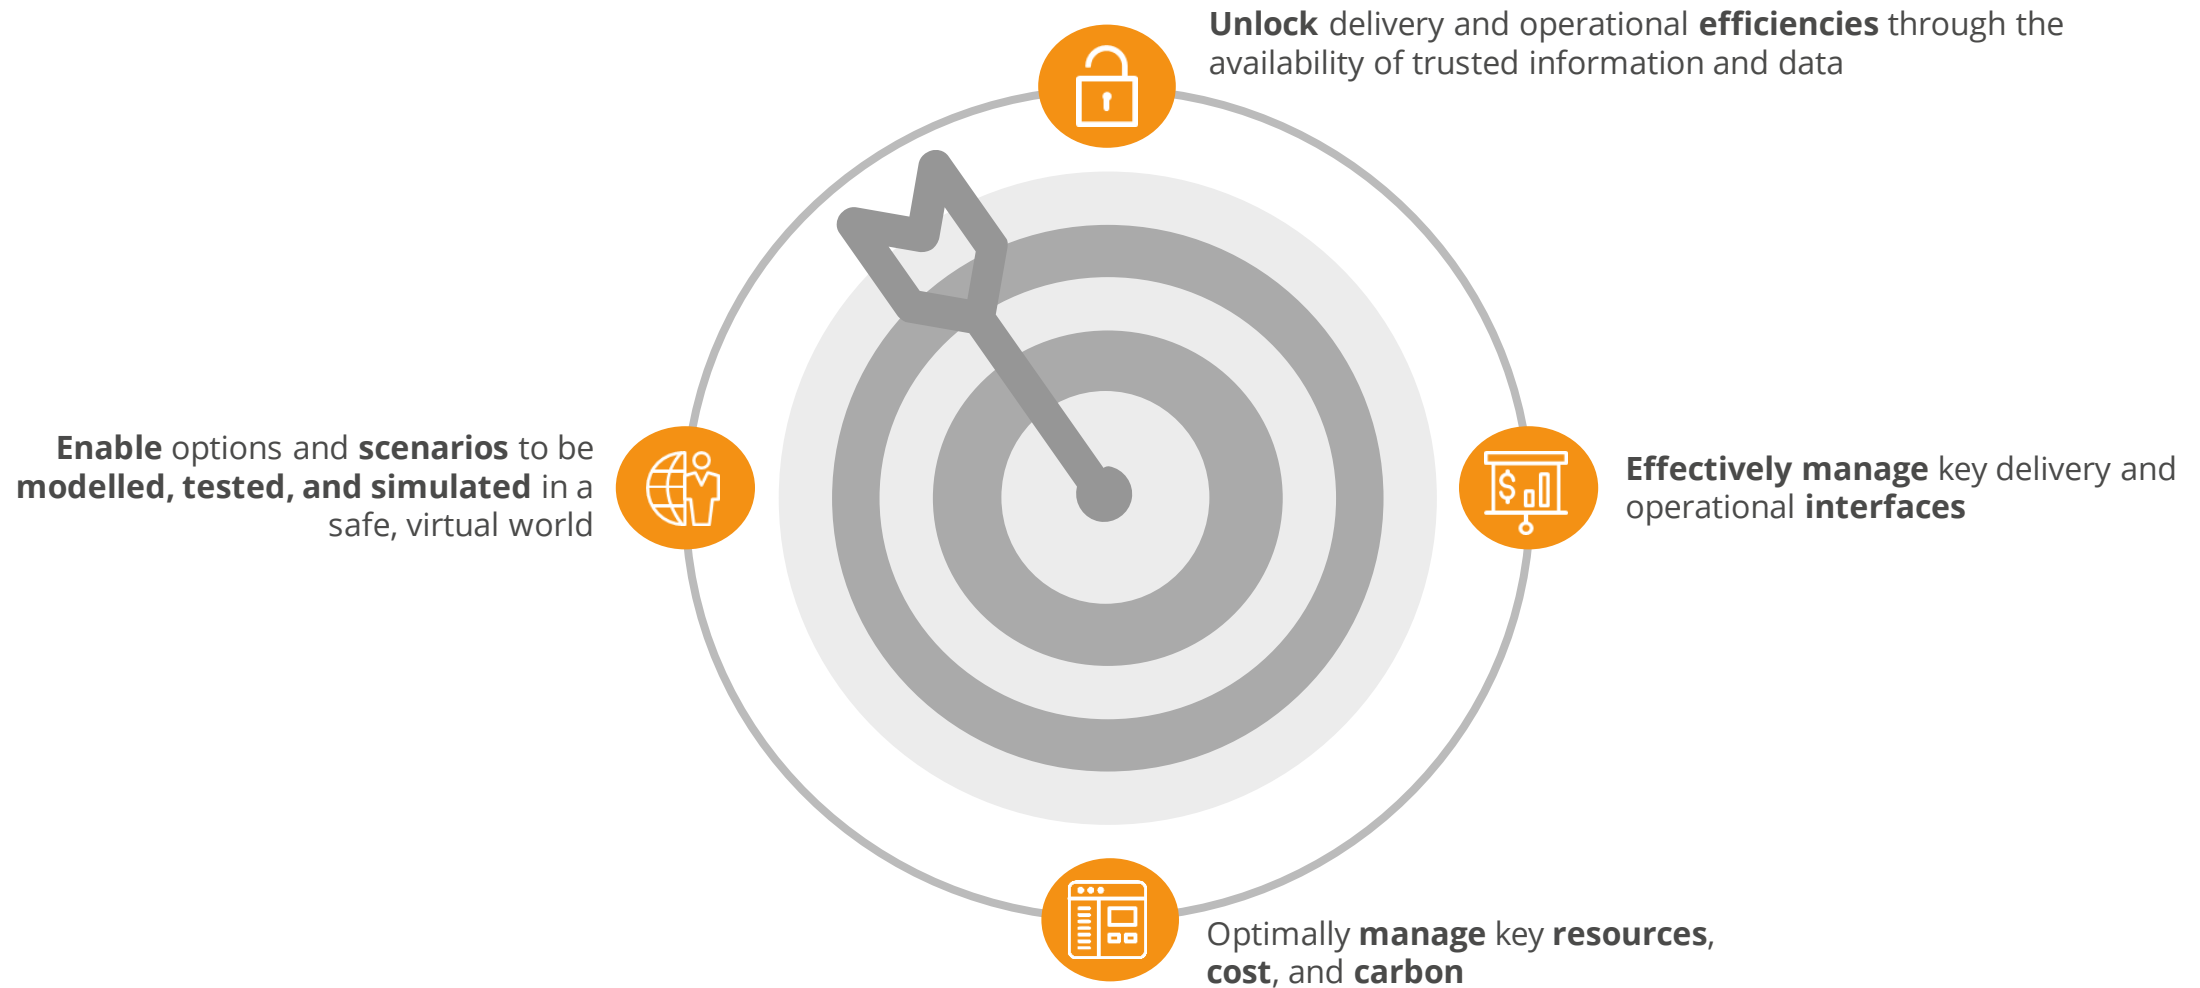 Unlock delivery and operational efficiencies through the
availability of trusted information and data
Enable options and scenarios to be
modelled, tested, and simulated in a
safe, virtual world
$
Effectively manage key delivery and
operational interfaces
Optimally manage key resources,
cost, and carbon